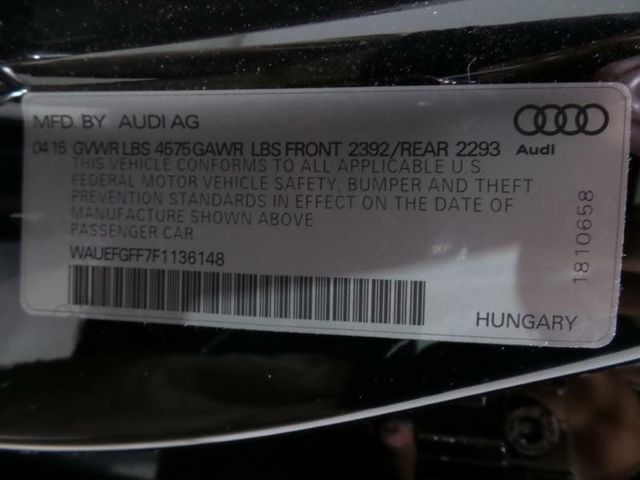 MFD. BY AUDI AG
04 15 GVWR LBS 4575 GAWR LBS FRONT 2392/REAR 2293
Audi
THIS VEHICLE CONFORMS TO ALL APPLICABLE U.S
FEDERAL MOTOR VEHICLE SAFETY, BUMPER AND THEFT
PREVENTION STANDARDS IN EFFECT ON THE DATE OF
MANUFACTURE SHOWN ABOVE
PASSENGER CAR
WAUEFGFF7F1136148
1810658
HUNGARY